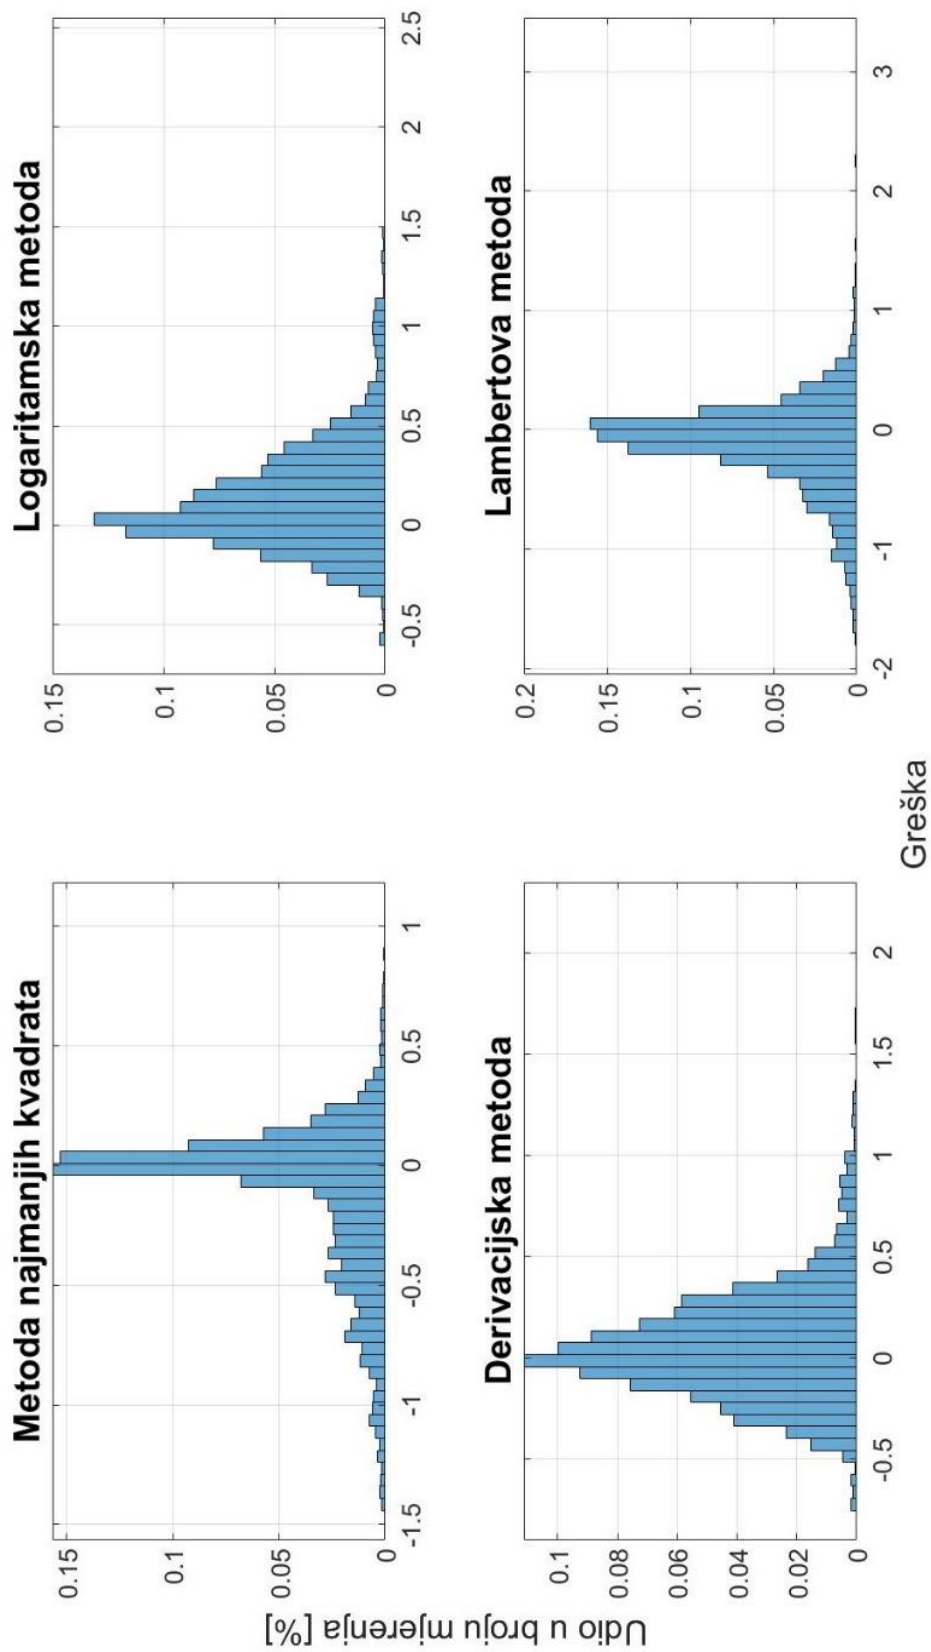 Metoda najmanjih kvadrata
0.15
0.1
0.05
0
-1.5 -1 -0.5 0 0.5 1
Logaritamska metoda
0.15
0.1
0.05
0
-0.5 0 0.5 1 1.5 2 2.5
Derivacijska metoda
0.1
0.08
0.06
0.04
0.02
0
-0.5 0 0.5 1 1.5 2
Lambertova metoda
0.2
0.15
0.1
0.05
0
-2 -1 0 1 2 3
Udio u broju mjerenja [%]
Greška